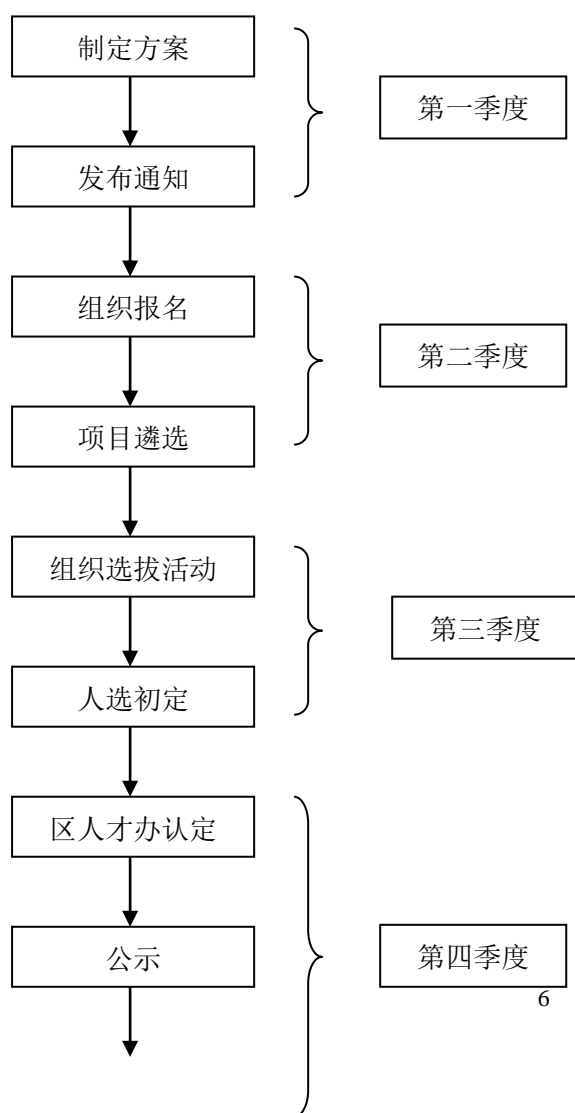 制定方案
第一季度
发布通知
组织报名
第二季度
项目遴选
组织选拔活动
第三季度
人选初定
区人才办认定
公示
第四季度
6